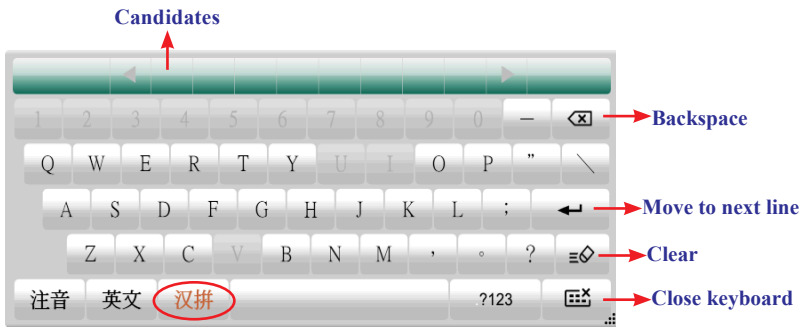 Candidates
1 2 3 4 5 6 7 8 9 0 – Backspace
Q W E R T Y U I O P " \
A S D F G H J K L ; Move to next line
Z X C V B N M , 。 ? Clear
注音 英文 汉拼 .?123 Close keyboard